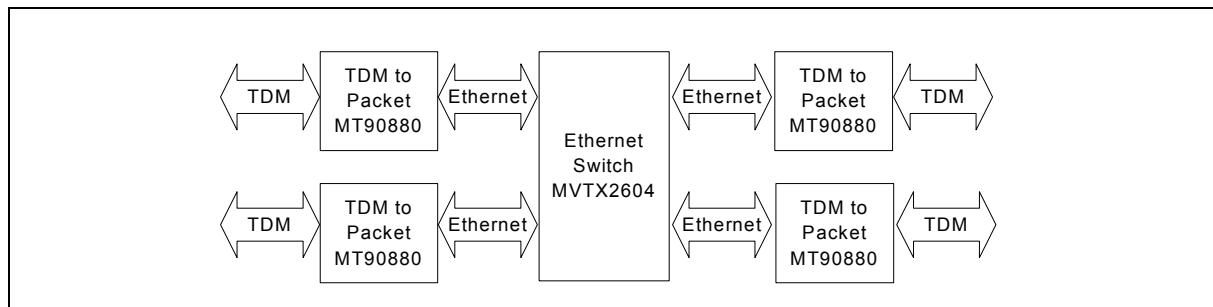 TDM
TDM to
Packet
MT90880
Ethernet
Ethernet
Switch
MVTX2604
Ethernet
TDM to
Packet
MT90880
TDM
TDM
TDM to
Packet
MT90880
Ethernet
Ethernet
TDM to
Packet
MT90880
TDM